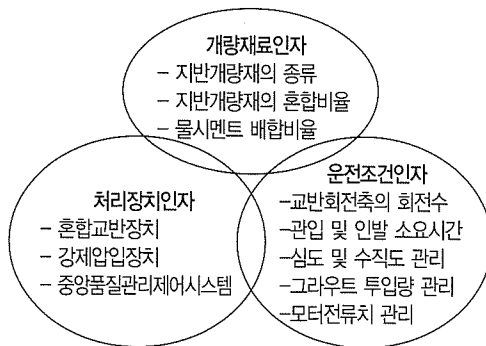 개량재료인자
– 지반개량재의 종류
– 지반개량재의 혼합비율
– 물시멘트 배합비율
처리장치인자
– 혼합교반장치
– 강제압입장치
– 중앙품질관리제어시스템
운전조건인자
–교반회전축의 회전수
–관입 및 인발 소요시간
–심도 및 수직도 관리
–그라우트 투입량 관리
–모터전류치 관리